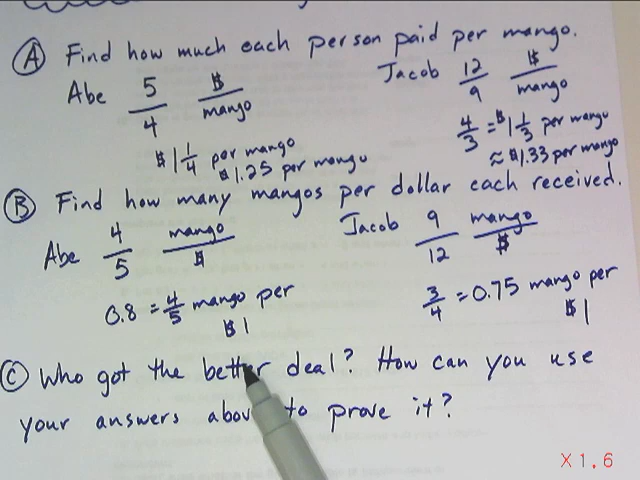 A Find how much each person paid per mango.
Abe 5/4 $/mango Jacob 12/9 $/mango
$1 1/4 per mango 4/3 = $1 1/3 per mango
$1.25 per mango ≈ $1.33 per mango
B Find how many mangos per dollar each received.
Abe 4/5 mango/$ Jacob 9/12 mango/$
0.8 = 4/5 mango per $1 3/4 = 0.75 mango per $1
C Who got the better deal? How can you use
your answers above to prove it?
X1.6